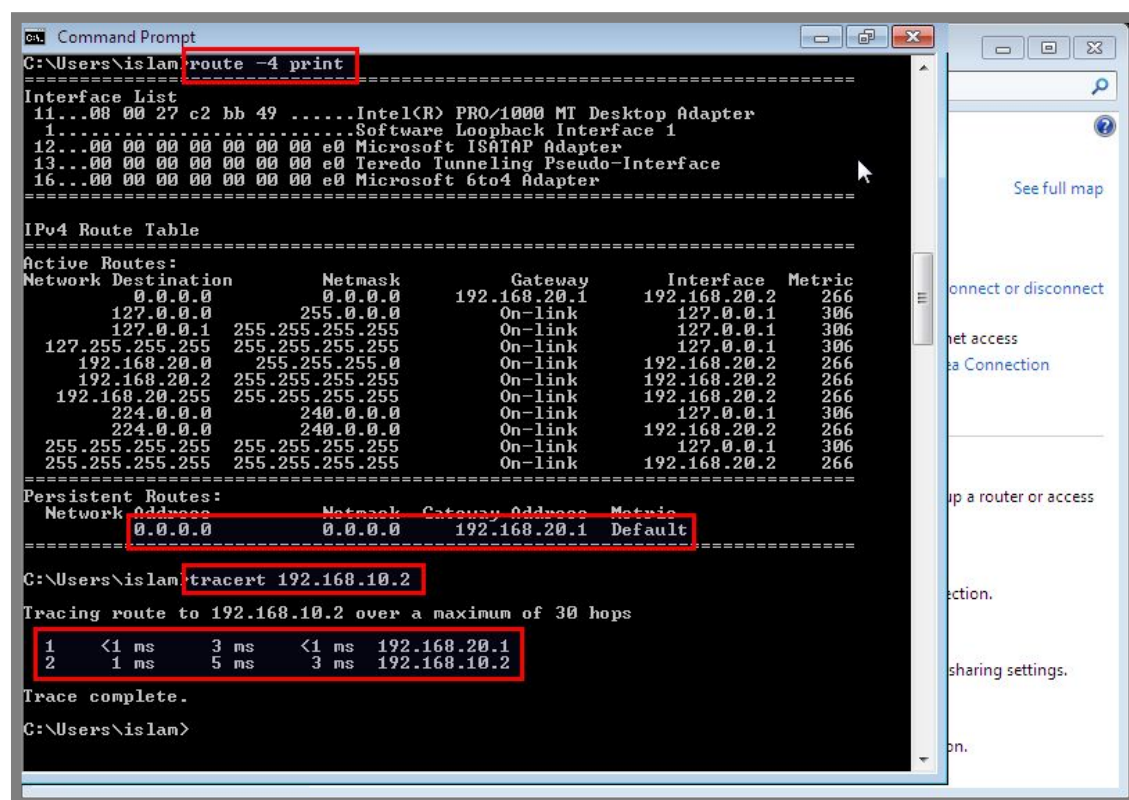 Command Prompt
C:\Users\islam>route -4 print
===========================================================================
Interface List
11...08 00 27 c2 bb 49 ......Intel(R) PRO/1000 MT Desktop Adapter
1...........................Software Loopback Interface 1
12...00 00 00 00 00 00 00 e0 Microsoft ISATAP Adapter
13...00 00 00 00 00 00 00 e0 Teredo Tunneling Pseudo-Interface
16...00 00 00 00 00 00 00 e0 Microsoft 6to4 Adapter
===========================================================================
IPv4 Route Table
===========================================================================
Active Routes:
Network Destination Netmask Gateway Interface Metric
0.0.0.0 0.0.0.0 192.168.20.1 192.168.20.2 266
127.0.0.0 255.0.0.0 On-link 127.0.0.1 306
127.0.0.1 255.255.255.255 On-link 127.0.0.1 306
127.255.255.255 255.255.255.255 On-link 127.0.0.1 306
192.168.20.0 255.255.255.0 On-link 192.168.20.2 266
192.168.20.2 255.255.255.255 On-link 192.168.20.2 266
192.168.20.255 255.255.255.255 On-link 192.168.20.2 266
224.0.0.0 240.0.0.0 On-link 127.0.0.1 306
224.0.0.0 240.0.0.0 On-link 192.168.20.2 266
255.255.255.255 255.255.255.255 On-link 127.0.0.1 306
255.255.255.255 255.255.255.255 On-link 192.168.20.2 266
===========================================================================
Persistent Routes:
Network Address Netmask Gateway Address Metric
0.0.0.0 0.0.0.0 192.168.20.1 Default
===========================================================================
C:\Users\islam>tracert 192.168.10.2
Tracing route to 192.168.10.2 over a maximum of 30 hops
1 <1 ms 3 ms <1 ms 192.168.20.1
2 1 ms 5 ms 3 ms 192.168.10.2
Trace complete.
C:\Users\islam>
See full map
onnect or disconnect
net access
ea Connection
up a router or access
ection.
sharing settings.
on.